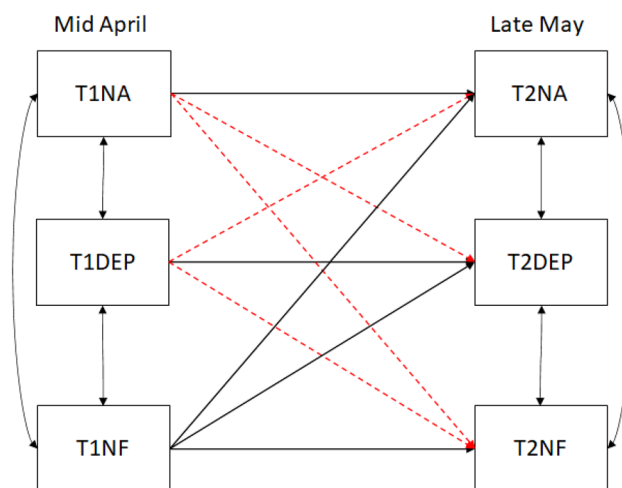 Mid April
Late May
T1NA
T2NA
T1DEP
T2DEP
T1NF
T2NF